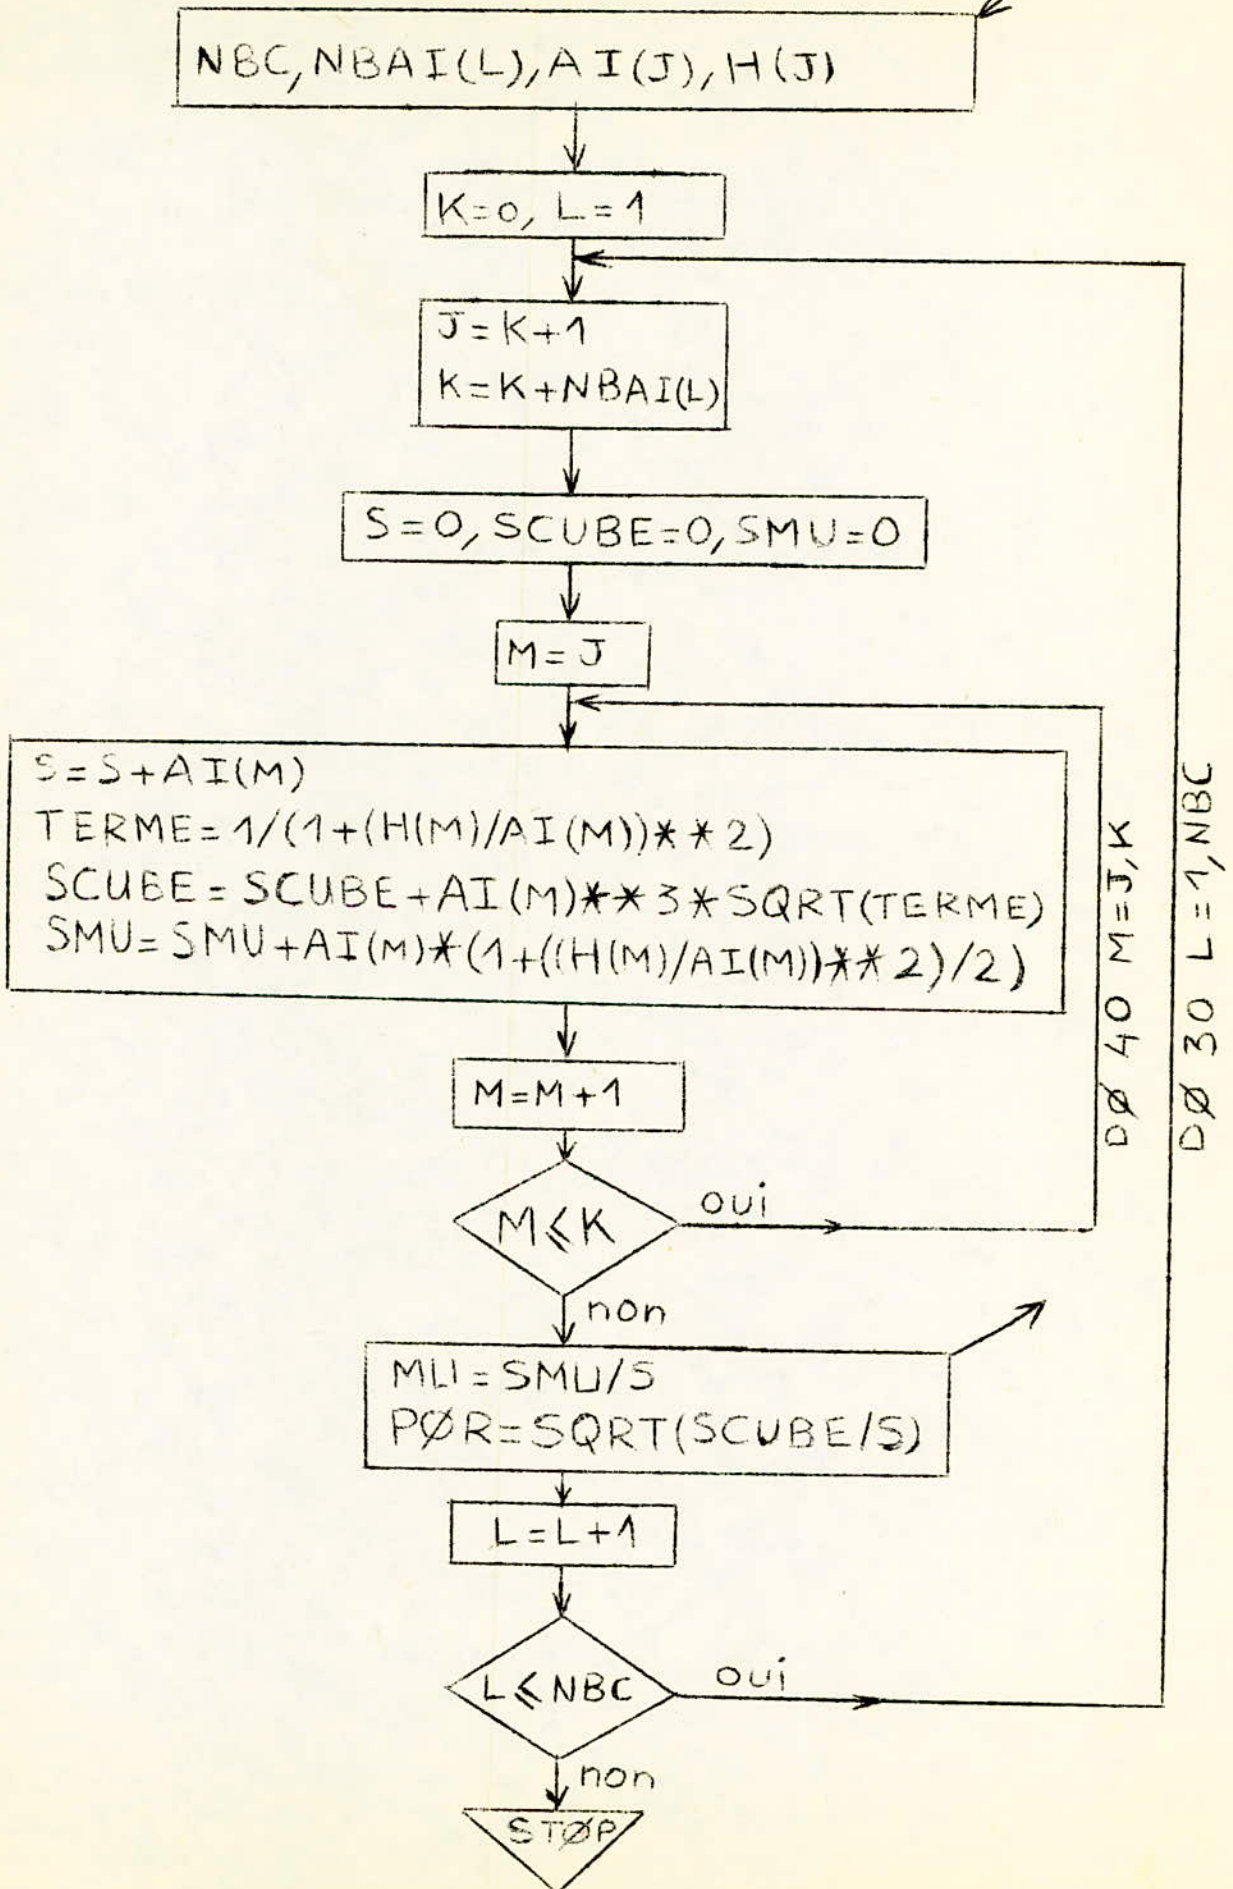 NBC, NBAI(L), AI(J), H(J)
K=0, L=1
J=K+1
K=K+NBAI(L)
S=0, SCUBE=0, SMU=0
M=J
S=S+AI(M)
TERME=1/(1+(H(M)/AI(M))**2)
SCUBE=SCUBE+AI(M)**3*SQRT(TERME)
SMU=SMU+AI(M)*(1+((H(M)/AI(M))**2)/2)
DØ 40 M=J,K
DØ 30 L=1,NBC
M=M+1
M⩽K
oui
non
MU=SMU/S
PØR=SQRT(SCUBE/S)
L=L+1
L⩽NBC
oui
non
STØP